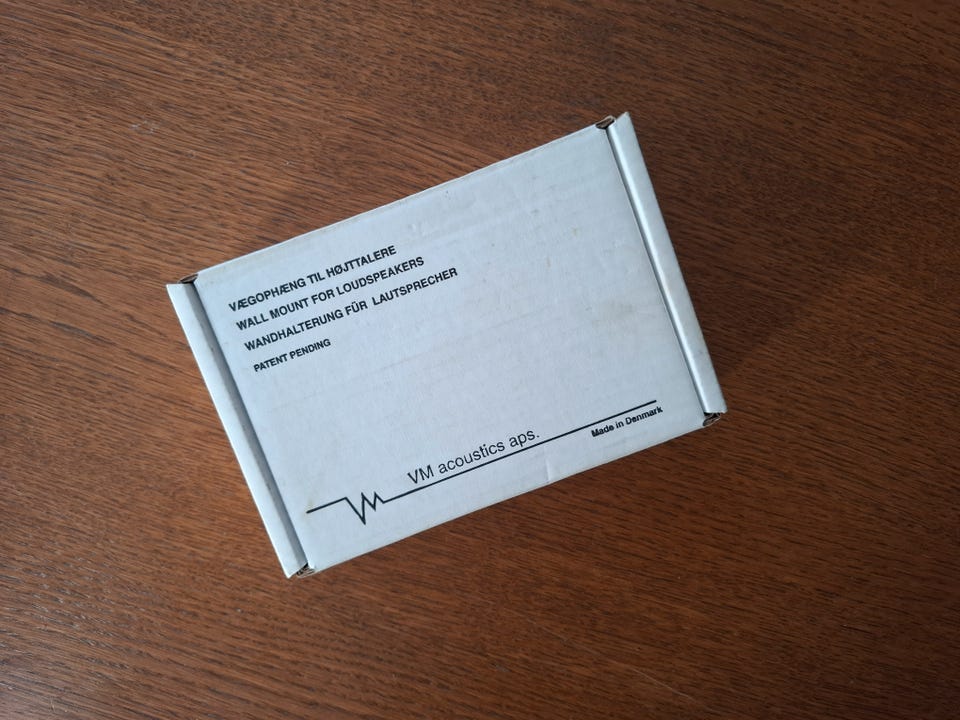 VÆGOPHÆNG TIL HØJTTALERE
WALL MOUNT FOR LOUDSPEAKERS
WANDHALTERUNG FÜR LAUTSPRECHER
PATENT PENDING
VM acoustics aps.
Made in Denmark